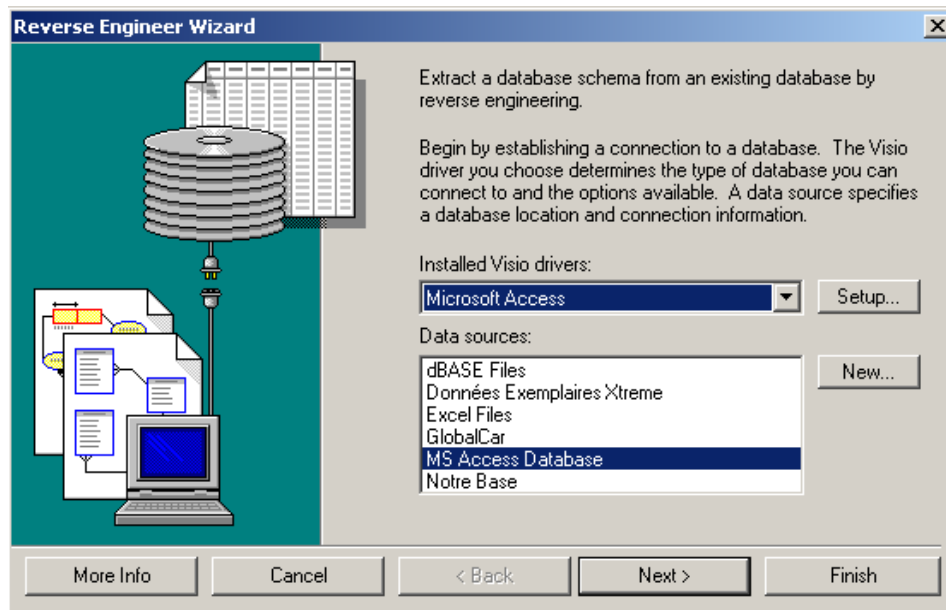 Reverse Engineer Wizard
Extract a database schema from an existing database by
reverse engineering.
Begin by establishing a connection to a database. The Visio
driver you choose determines the type of database you can
connect to and the options available. A data source specifies
a database location and connection information.
Installed Visio drivers:
Microsoft Access
Setup...
Data sources:
dBASE Files
Données Exemplaires Xtreme
Excel Files
GlobalCar
MS Access Database
Notre Base
New...
More Info
Cancel
< Back
Next >
Finish